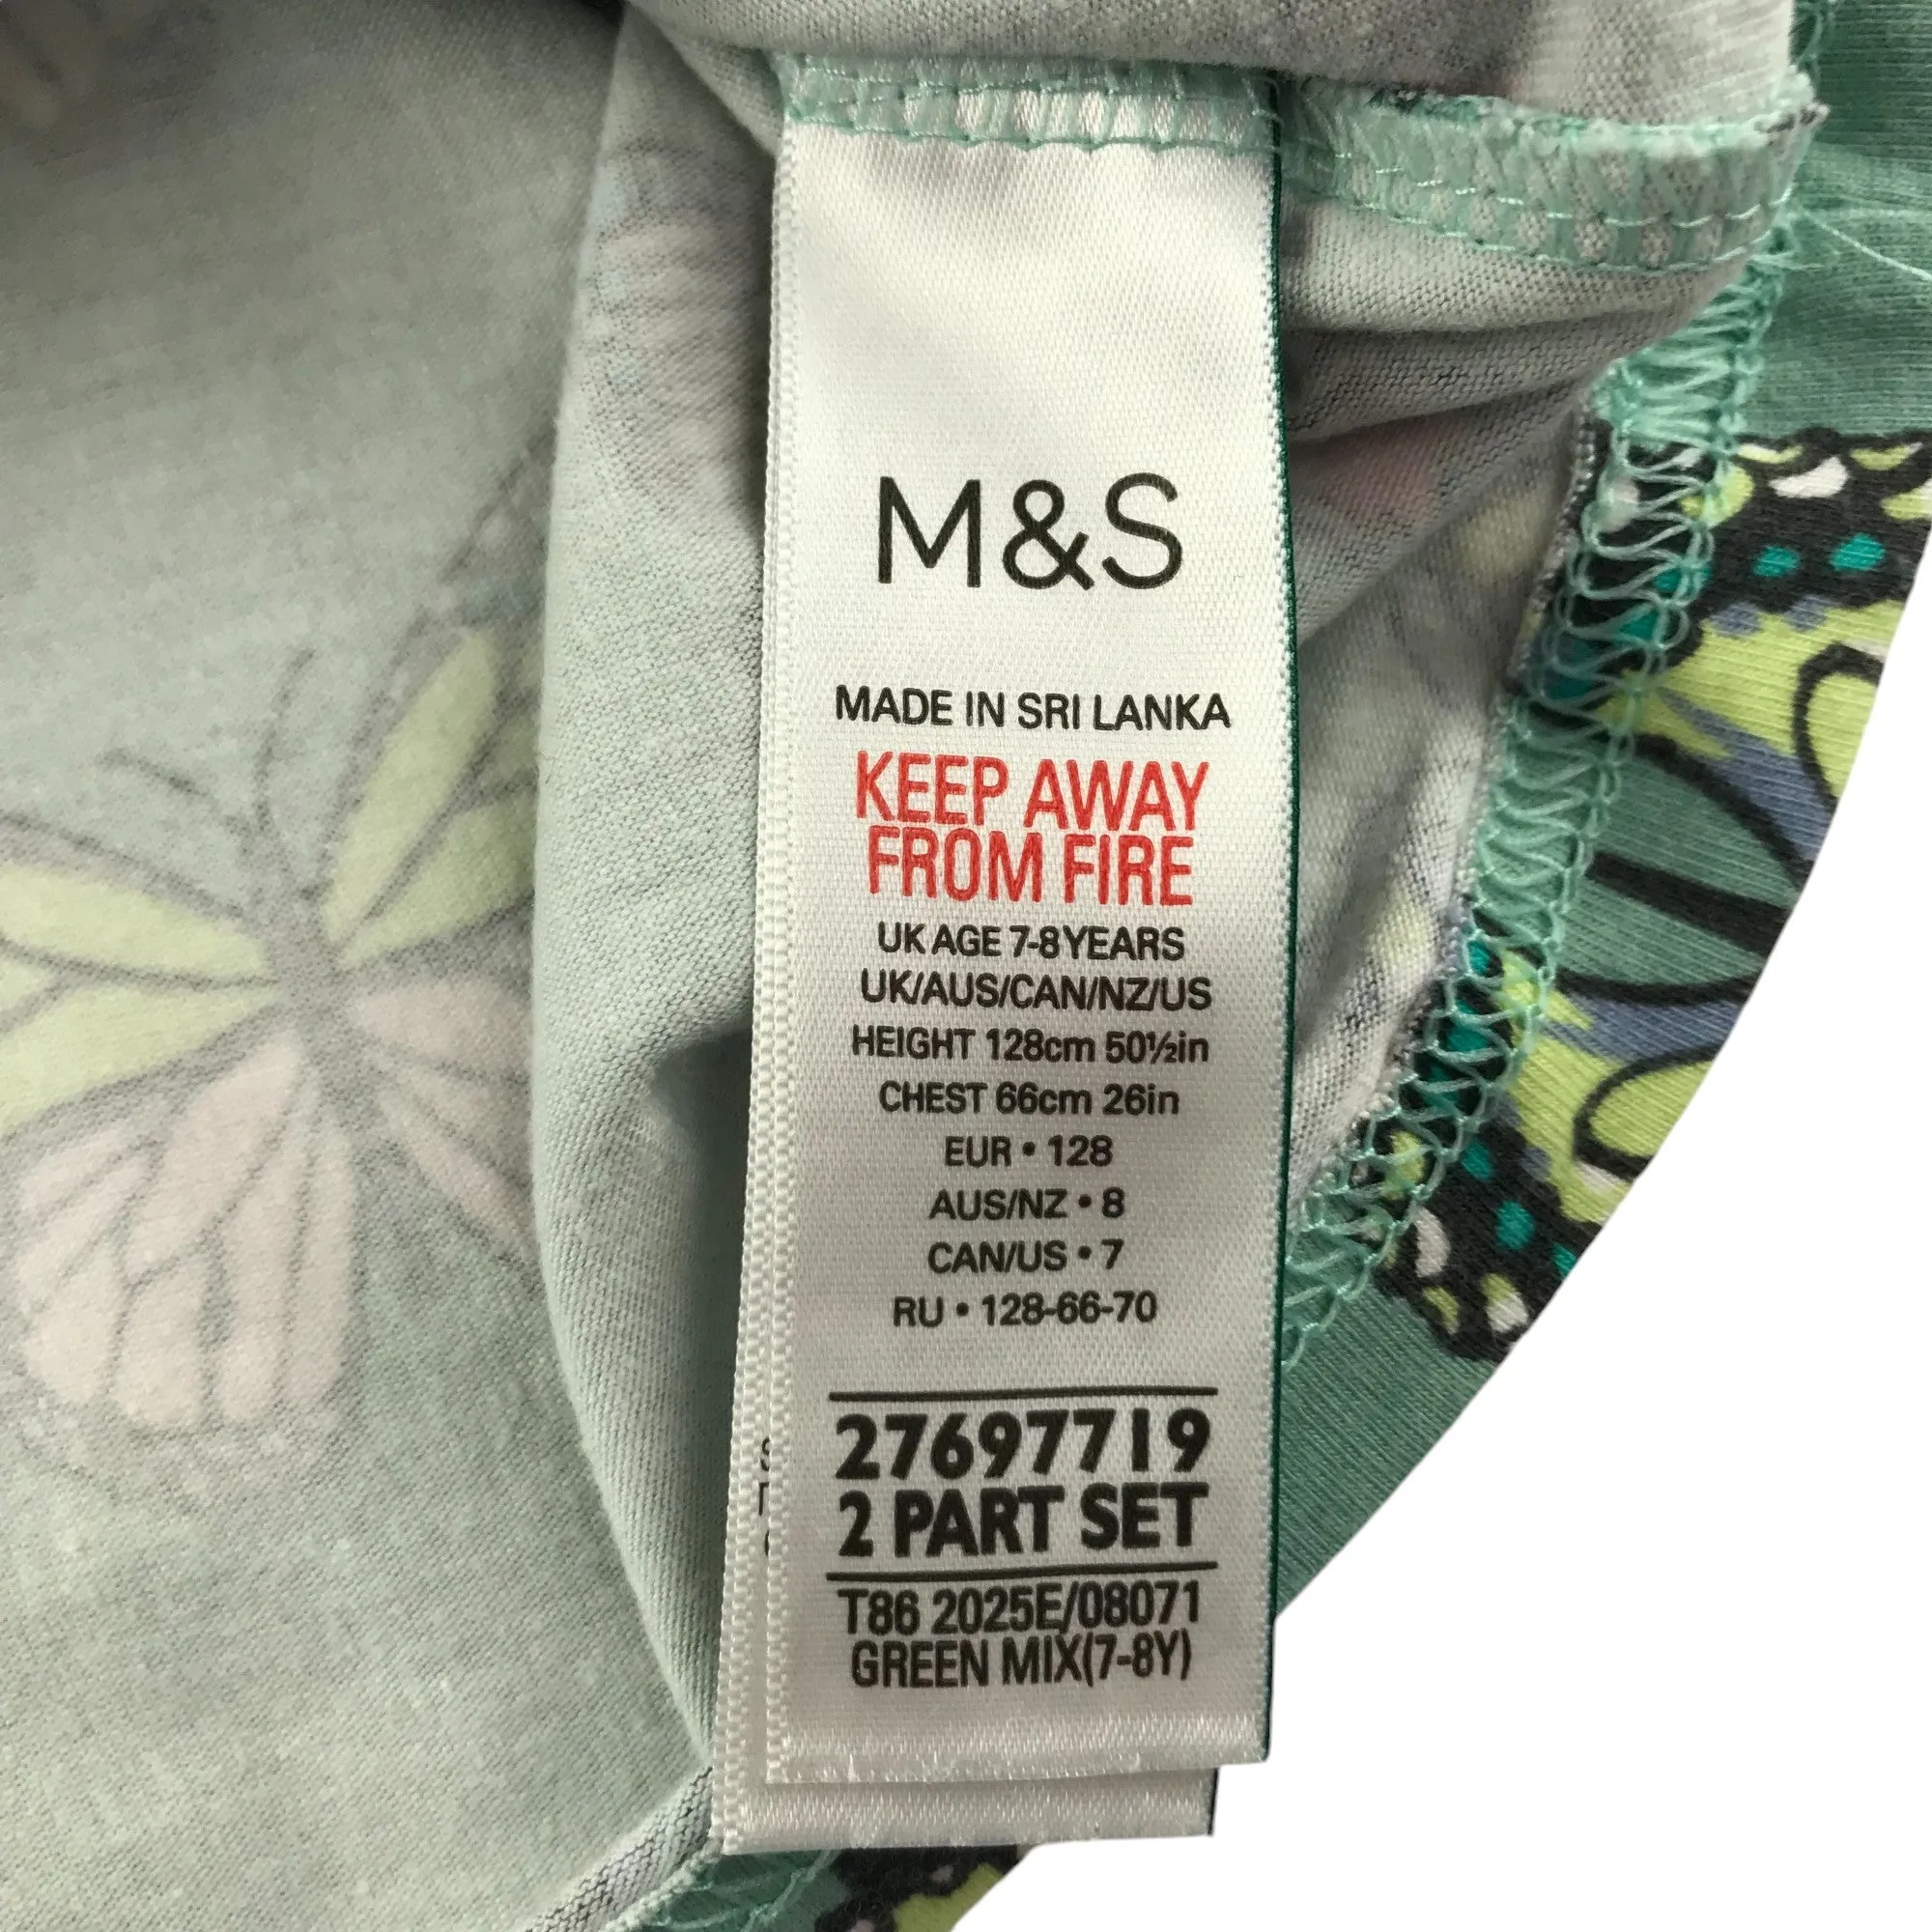 M&S
MADE IN SRI LANKA
KEEP AWAY
FROM FIRE
UK AGE 7-8 YEARS
UK/AUS/CAN/NZ/US
HEIGHT 128cm 50½in
CHEST 66cm 26in
EUR • 128
AUS/NZ • 8
CAN/US • 7
RU • 128-66-70
27697719
2 PART SET
T86 2025E/08071
GREEN MIX(7-8Y)